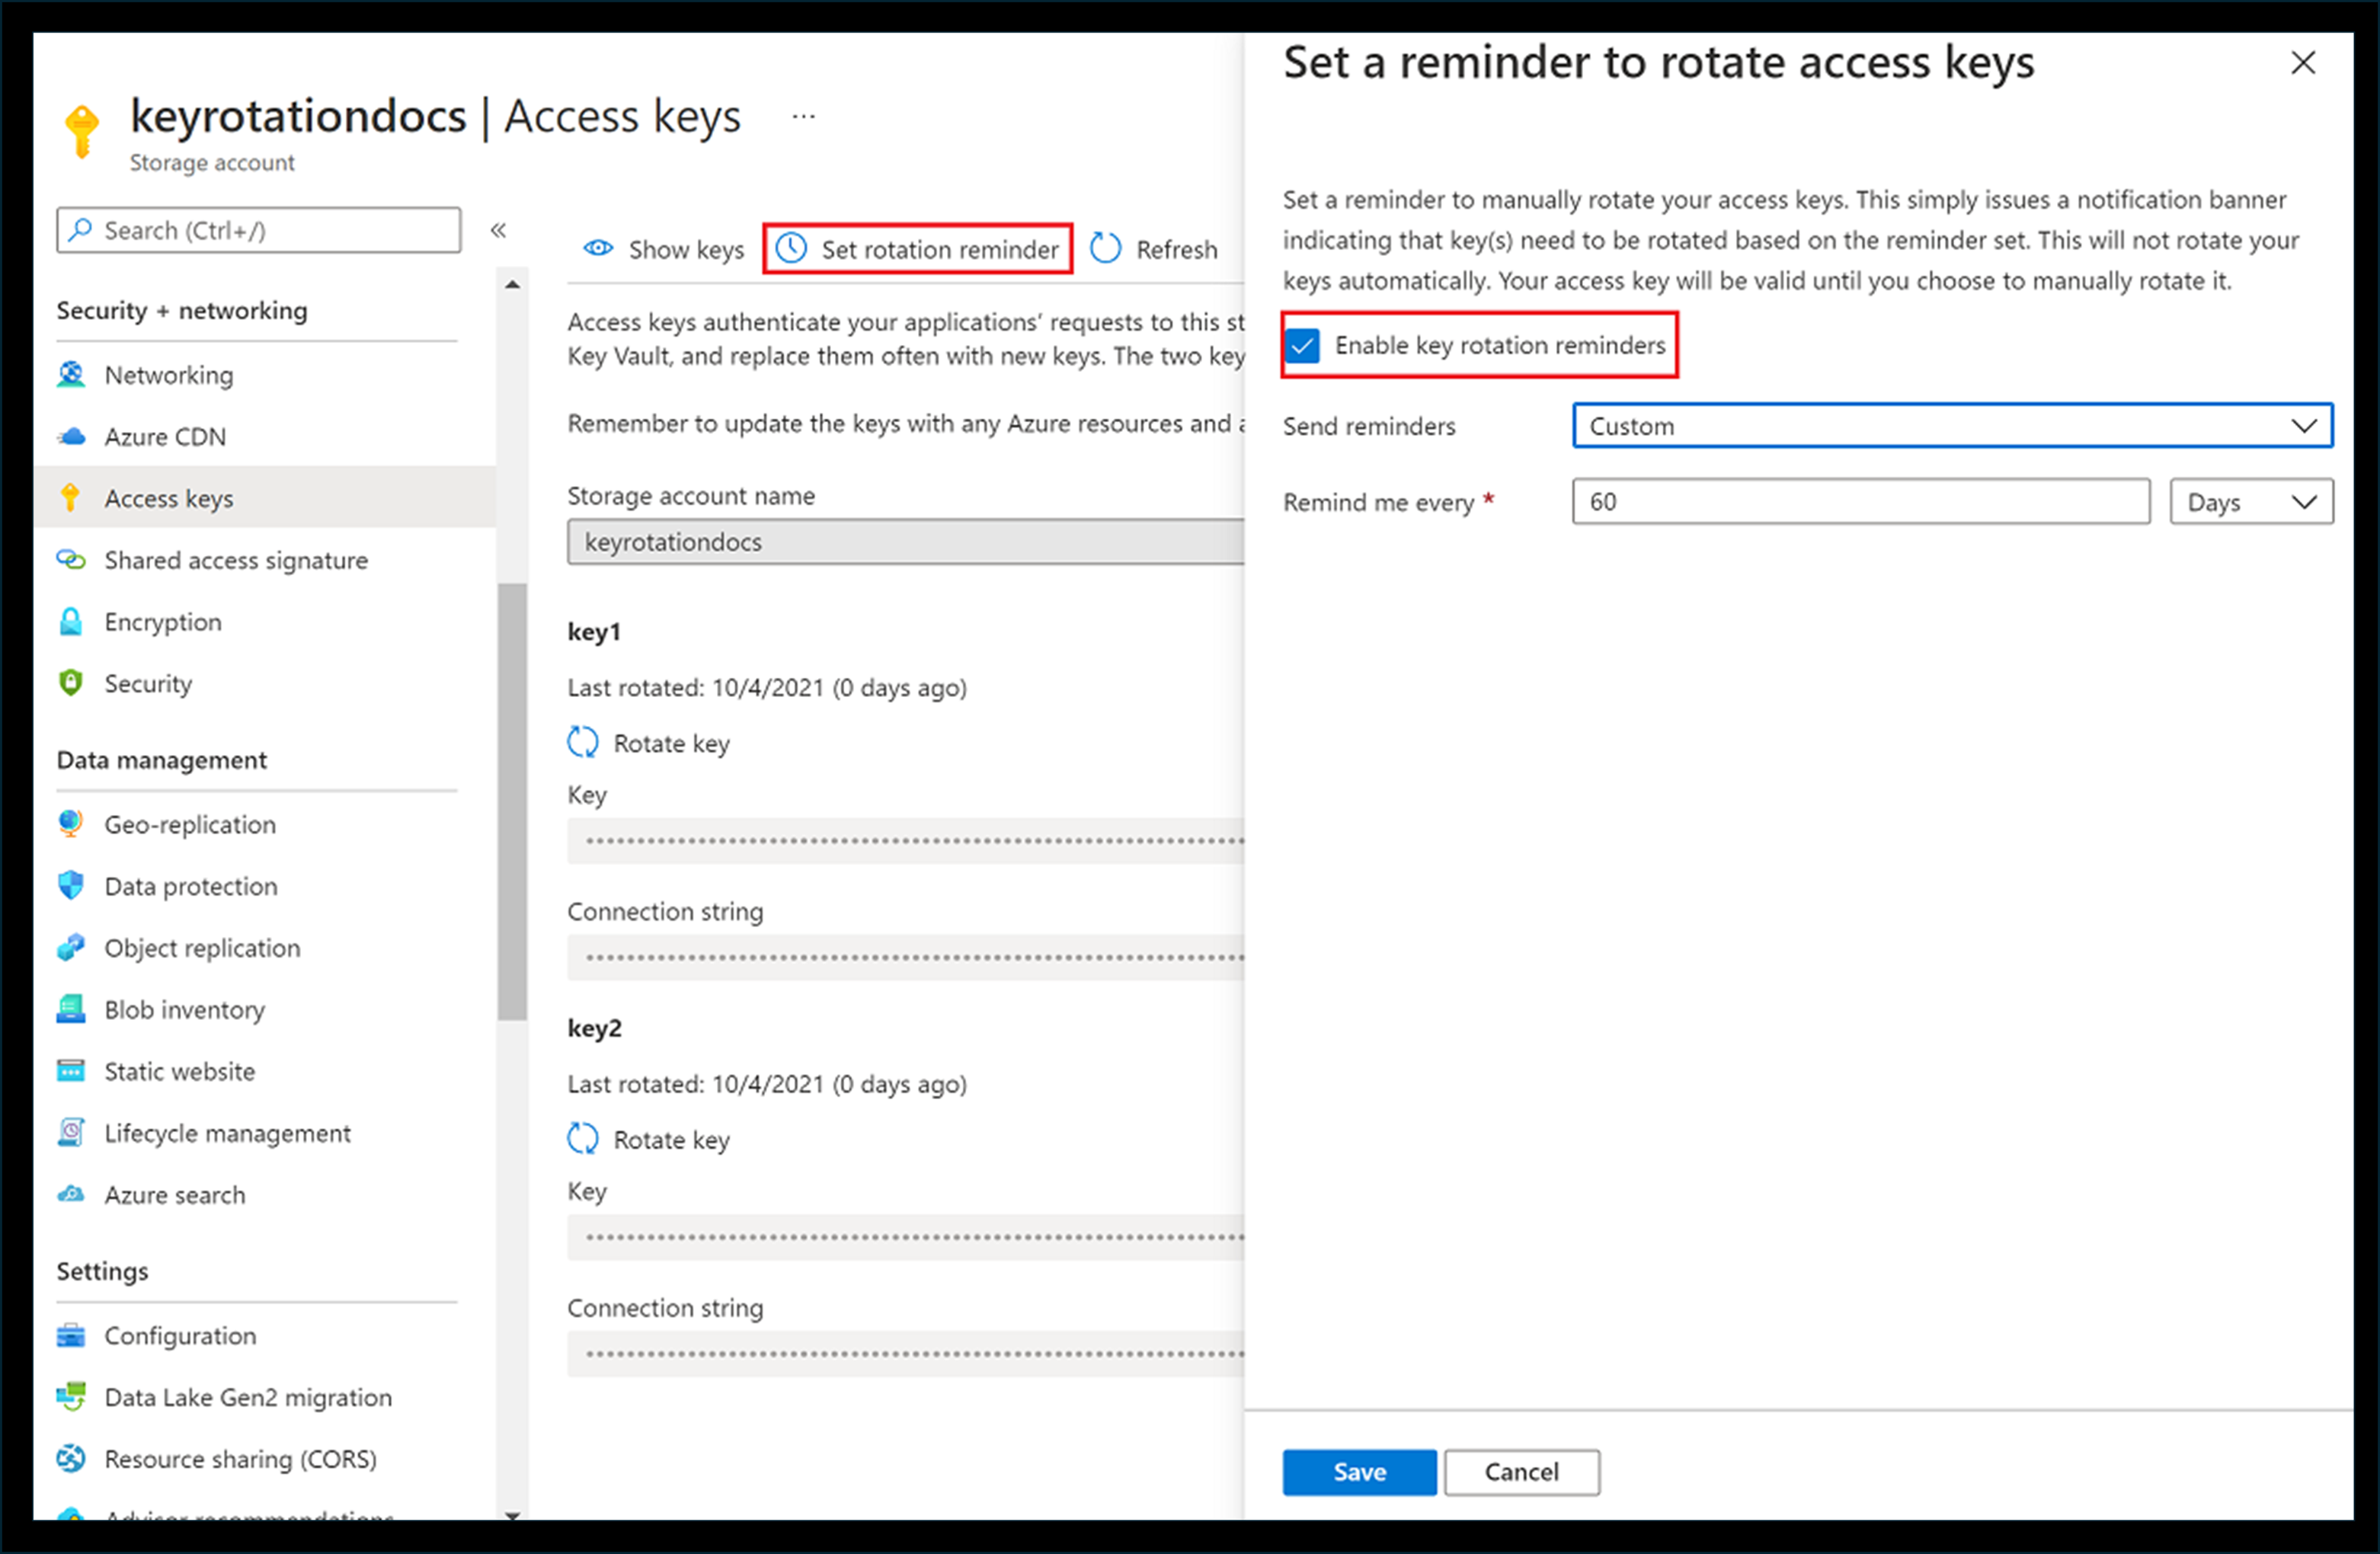 keyrotationdocs | Access keys ...
Storage account
Search (Ctrl+/)
«
Security + networking
Networking
Azure CDN
Access keys
Shared access signature
Encryption
Security
Data management
Geo-replication
Data protection
Object replication
Blob inventory
Static website
Lifecycle management
Azure search
Settings
Configuration
Data Lake Gen2 migration
Resource sharing (CORS)
Advisor recommendations
Show keys Set rotation reminder Refresh
Access keys authenticate your applications' requests to this st
Key Vault, and replace them often with new keys. The two key
Remember to update the keys with any Azure resources and a
Storage account name
keyrotationdocs
key1
Last rotated: 10/4/2021 (0 days ago)
Rotate key
Key
Connection string
key2
Last rotated: 10/4/2021 (0 days ago)
Rotate key
Key
Connection string
Set a reminder to rotate access keys
Set a reminder to manually rotate your access keys. This simply issues a notification banner
indicating that key(s) need to be rotated based on the reminder set. This will not rotate your
keys automatically. Your access key will be valid until you choose to manually rotate it.
Enable key rotation reminders
Send reminders Custom
Remind me every * 60 Days
Save Cancel